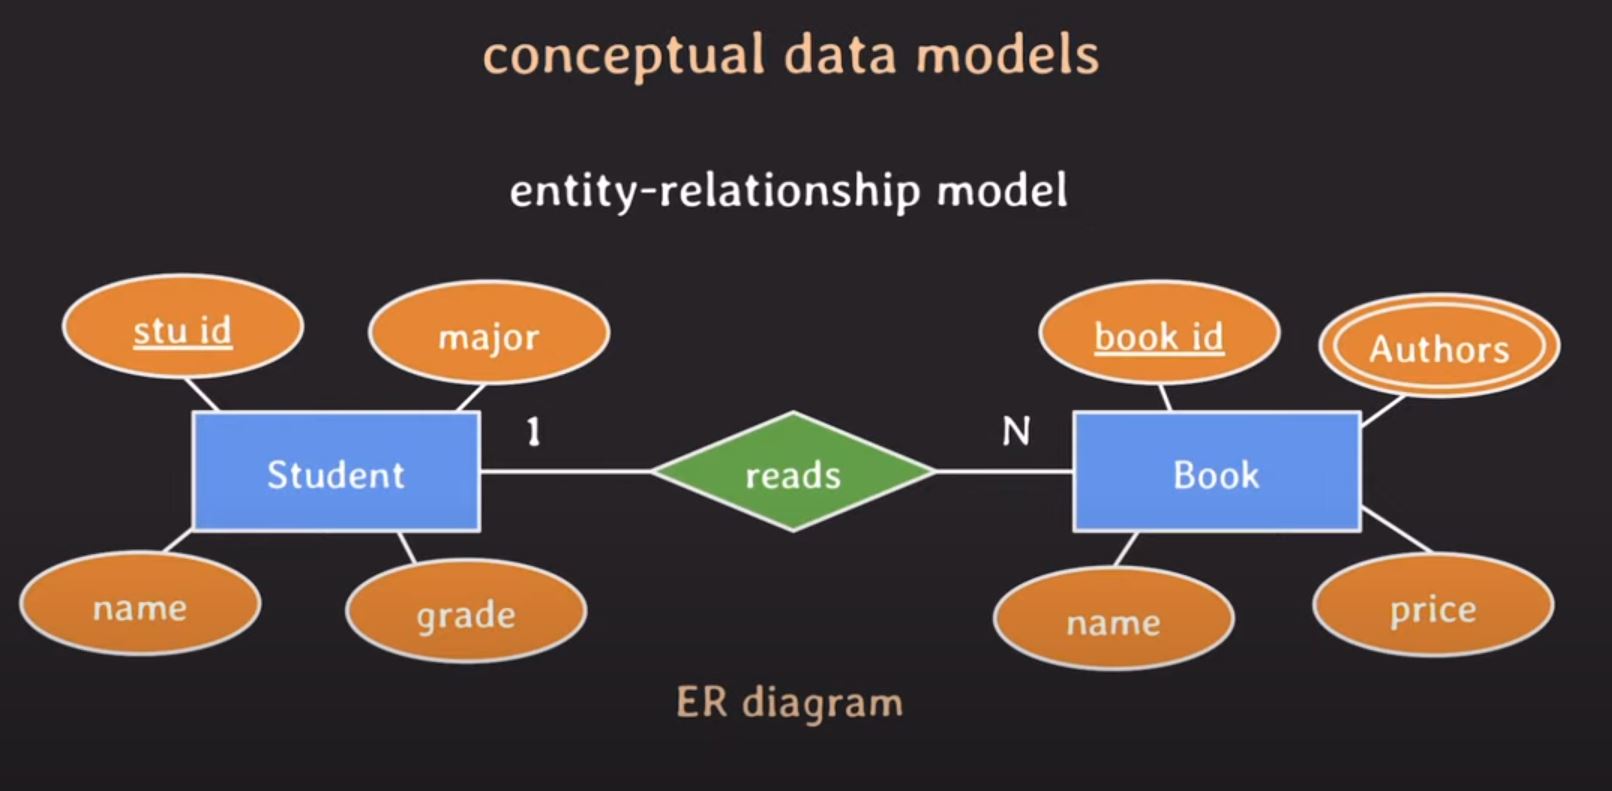 conceptual data models
entity-relationship model
stu id
major
book id
Authors
1
N
Student
reads
Book
name
grade
name
price
ER diagram